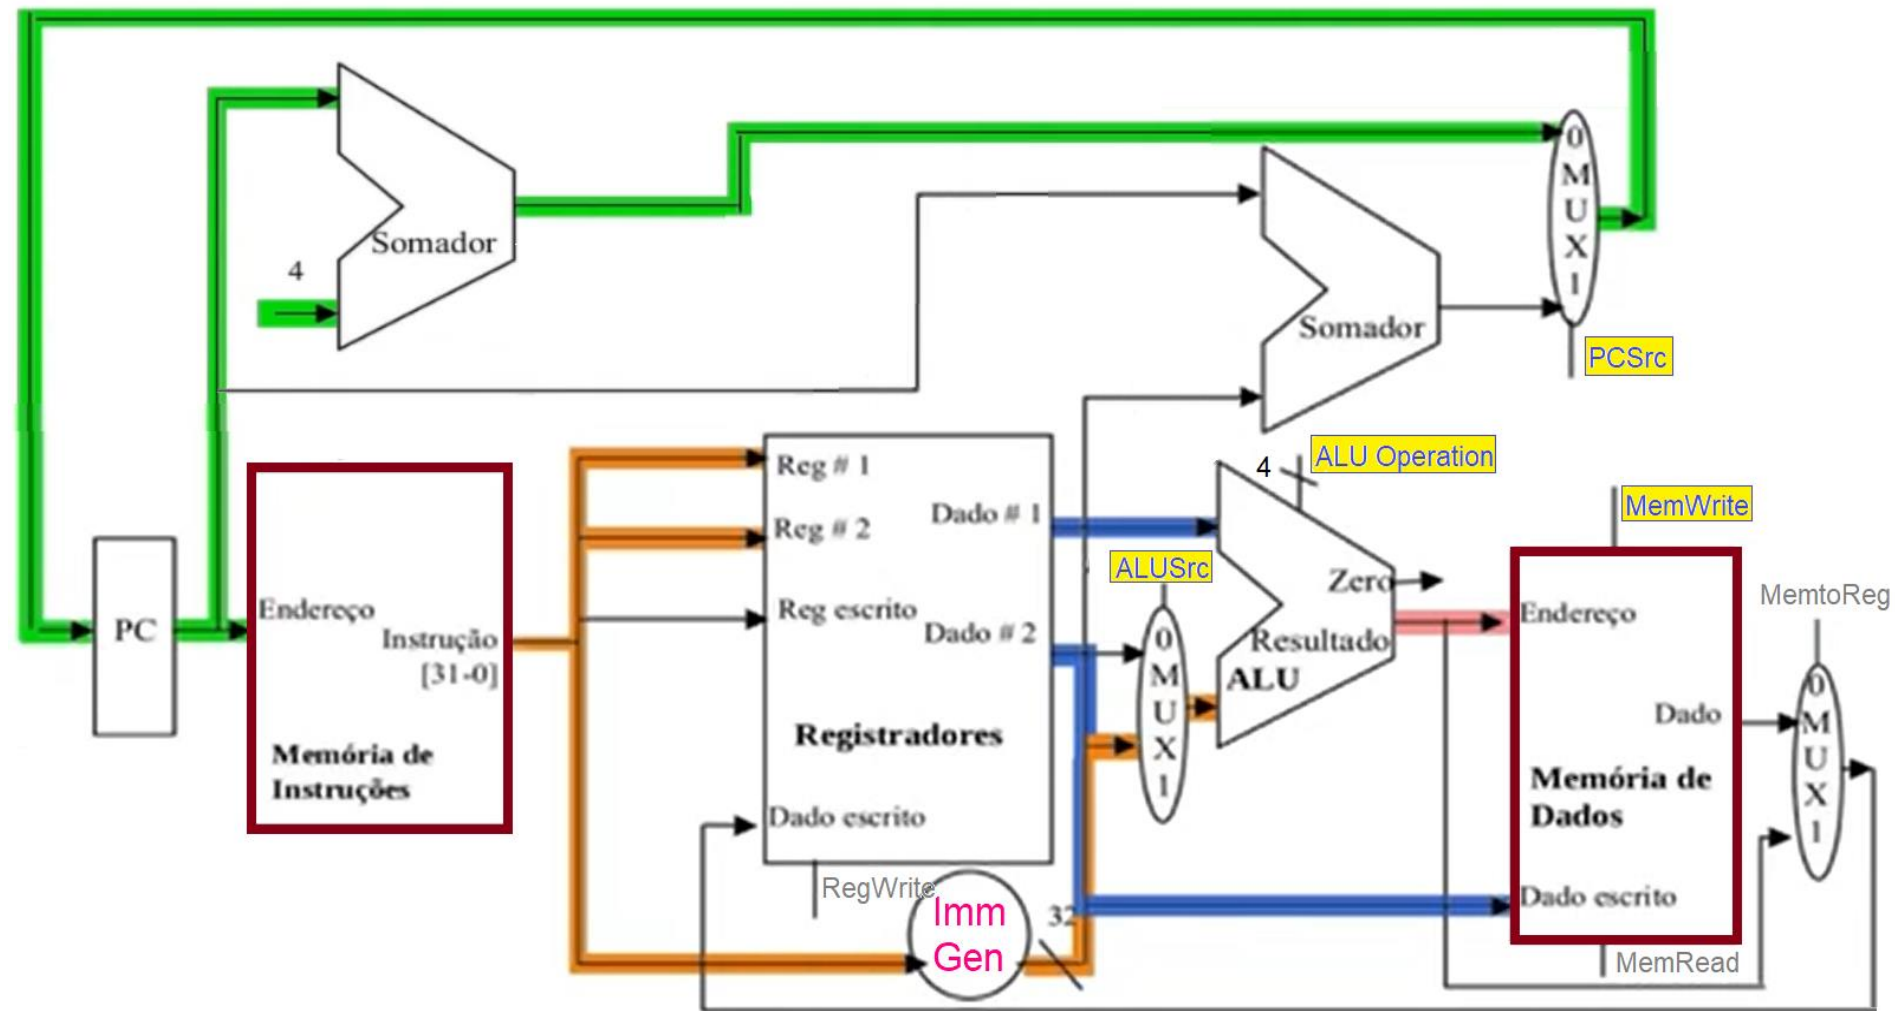 Somador
4
0
M
U
X
1
Somador
PCSrc
4
ALU Operation
PC
Endereço
Instrução
[31-0]
Memória de
Instruções
Reg # 1
Reg # 2
Reg escrito
Dado escrito
Dado # 1
Dado # 2
Registradores
RegWrite
Imm
Gen
32
ALUSrc
0
M
U
X
1
Zero
Resultado
ALU
MemWrite
Endereço
Dado
Memória de
Dados
Dado escrito
MemRead
MemtoReg
0
M
U
X
1